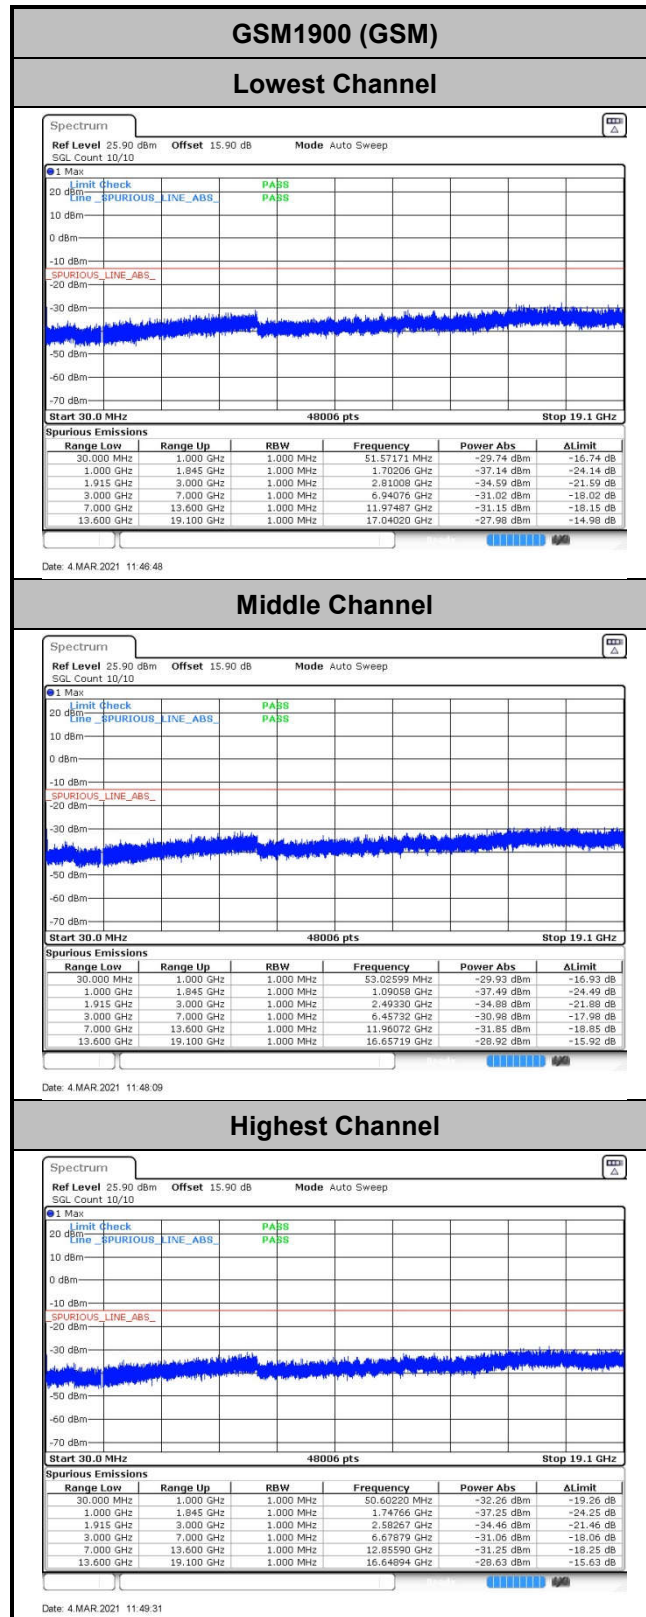 GSM1900 (GSM)
Lowest Channel
Spectrum
Ref Level 25.90 dBm Offset 15.90 dB Mode Auto Sweep
SGL Count 10/10
1 Max
Limit Check PASS
20 dBm
Line _SPURIOUS_LINE_ABS_ PASS
10 dBm
0 dBm
-10 dBm
_SPURIOUS_LINE_ABS_
-20 dBm
-30 dBm
-50 dBm
-60 dBm
-70 dBm
Start 30.0 MHz 48006 pts Stop 19.1 GHz
Spurious Emissions
Range Low Range Up RBW Frequency Power Abs ΔLimit
30.000 MHz 1.000 GHz 1.000 MHz 51.57171 MHz -29.74 dBm -16.74 dB
1.000 GHz 1.845 GHz 1.000 MHz 1.70206 GHz -37.14 dBm -24.14 dB
1.915 GHz 3.000 GHz 1.000 MHz 2.81008 GHz -34.59 dBm -21.59 dB
3.000 GHz 7.000 GHz 1.000 MHz 6.94076 GHz -31.02 dBm -18.02 dB
7.000 GHz 13.600 GHz 1.000 MHz 11.97487 GHz -31.15 dBm -18.15 dB
13.600 GHz 19.100 GHz 1.000 MHz 17.04020 GHz -27.98 dBm -14.98 dB
Date: 4.MAR.2021 11:46:48
Middle Channel
Spectrum
Ref Level 25.90 dBm Offset 15.90 dB Mode Auto Sweep
SGL Count 10/10
1 Max
Limit Check PASS
20 dBm
Line _SPURIOUS_LINE_ABS_ PASS
10 dBm
0 dBm
-10 dBm
_SPURIOUS_LINE_ABS_
-20 dBm
-30 dBm
-50 dBm
-60 dBm
-70 dBm
Start 30.0 MHz 48006 pts Stop 19.1 GHz
Spurious Emissions
Range Low Range Up RBW Frequency Power Abs ΔLimit
30.000 MHz 1.000 GHz 1.000 MHz 53.02599 MHz -29.93 dBm -16.93 dB
1.000 GHz 1.845 GHz 1.000 MHz 1.09058 GHz -37.49 dBm -24.49 dB
1.915 GHz 3.000 GHz 1.000 MHz 2.49330 GHz -34.88 dBm -21.88 dB
3.000 GHz 7.000 GHz 1.000 MHz 6.45732 GHz -30.98 dBm -17.98 dB
7.000 GHz 13.600 GHz 1.000 MHz 11.96072 GHz -31.85 dBm -18.85 dB
13.600 GHz 19.100 GHz 1.000 MHz 16.65719 GHz -28.92 dBm -15.92 dB
Date: 4.MAR.2021 11:48:09
Highest Channel
Spectrum
Ref Level 25.90 dBm Offset 15.90 dB Mode Auto Sweep
SGL Count 10/10
1 Max
Limit Check PASS
20 dBm
Line _SPURIOUS_LINE_ABS_ PASS
10 dBm
0 dBm
-10 dBm
_SPURIOUS_LINE_ABS_
-20 dBm
-30 dBm
-50 dBm
-60 dBm
-70 dBm
Start 30.0 MHz 48006 pts Stop 19.1 GHz
Spurious Emissions
Range Low Range Up RBW Frequency Power Abs ΔLimit
30.000 MHz 1.000 GHz 1.000 MHz 50.60220 MHz -32.26 dBm -19.26 dB
1.000 GHz 1.845 GHz 1.000 MHz 1.74766 GHz -37.25 dBm -24.25 dB
1.915 GHz 3.000 GHz 1.000 MHz 2.58267 GHz -34.46 dBm -21.46 dB
3.000 GHz 7.000 GHz 1.000 MHz 6.67879 GHz -31.06 dBm -18.06 dB
7.000 GHz 13.600 GHz 1.000 MHz 12.85590 GHz -31.25 dBm -18.25 dB
13.600 GHz 19.100 GHz 1.000 MHz 16.64894 GHz -28.63 dBm -15.63 dB
Date: 4.MAR.2021 11:49:31